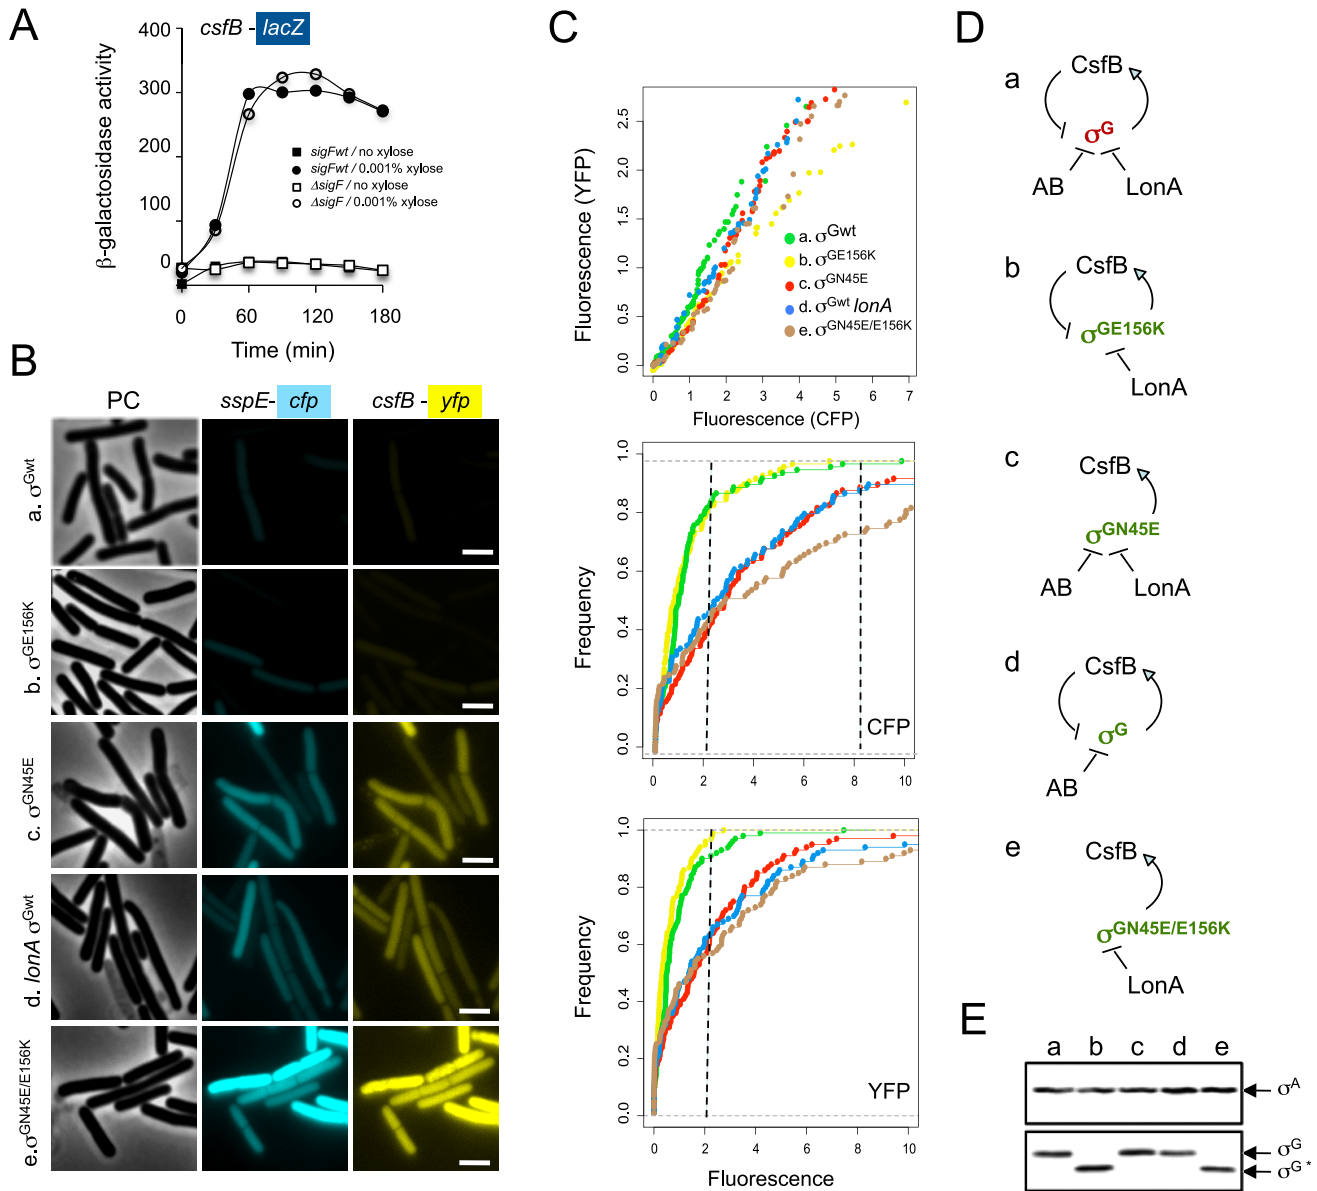 A
csfB - lacZ
β-galactosidase activity
400
300
300
200
100
0
sigFwt / no xylose
sigFwt / 0.001% xylose
ΔsigF / no xylose
ΔsigF / 0.001% xylose
0 60 120 180
Time (min)
B
PC sspE- cfp csfB - yfp
a. σGwt
b. σGE156K
c. σGN45E
d. lonA σGwt
e.σGN45E/E156K
C
Fluorescence (YFP)
2.5
2.0
1.5
1.0
0.5
0.0
a. σGwt
b. σGE156K
c. σGN45E
d. σGwt lonA
e. σGN45E/E156K
0 1 2 3 4 5 6 7
Fluorescence (CFP)
Frequency
1.0
0.8
0.6
0.4
0.2
0.0
CFP
0 2 4 6 8 10
Frequency
1.0
0.8
0.6
0.4
0.2
0.0
YFP
0 2 4 6 8 10
Fluorescence
D
a
CsfB
σG
AB LonA
b
CsfB
σGE156K
LonA
c
CsfB
σGN45E
AB LonA
d
CsfB
σG
AB
e
CsfB
σGN45E/E156K
LonA
E
a b c d e
σA
σG
σG *